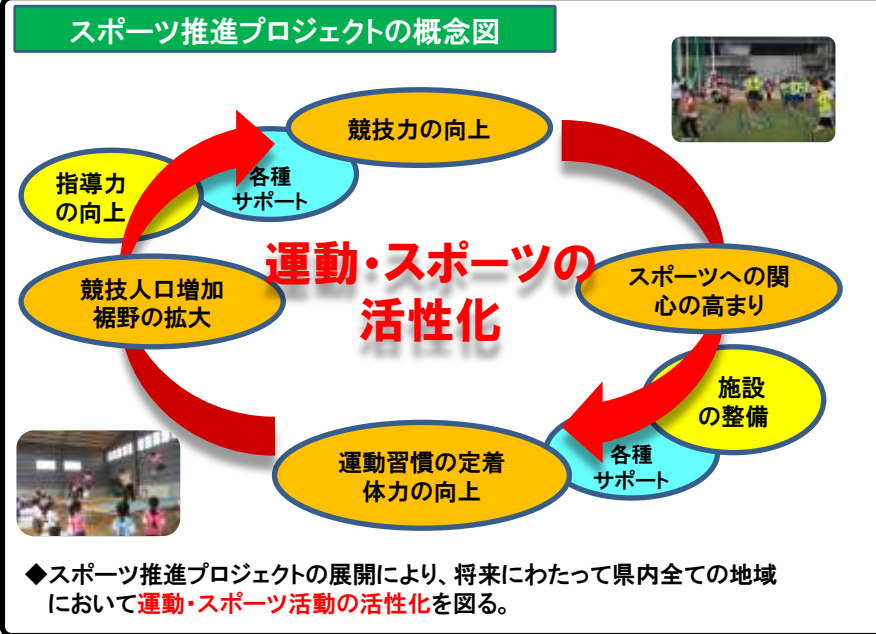 スポーツ推進プロジェクトの概念図
競技力の向上
各種
サポート
指導力
の向上
運動・スポーツの
活性化
スポーツへの関
心の高まり
競技人口増加
裾野の拡大
施設
の整備
各種
サポート
運動習慣の定着
体力の向上
◆スポーツ推進プロジェクトの展開により、将来にわたって県内全ての地域
において運動・スポーツ活動の活性化を図る。